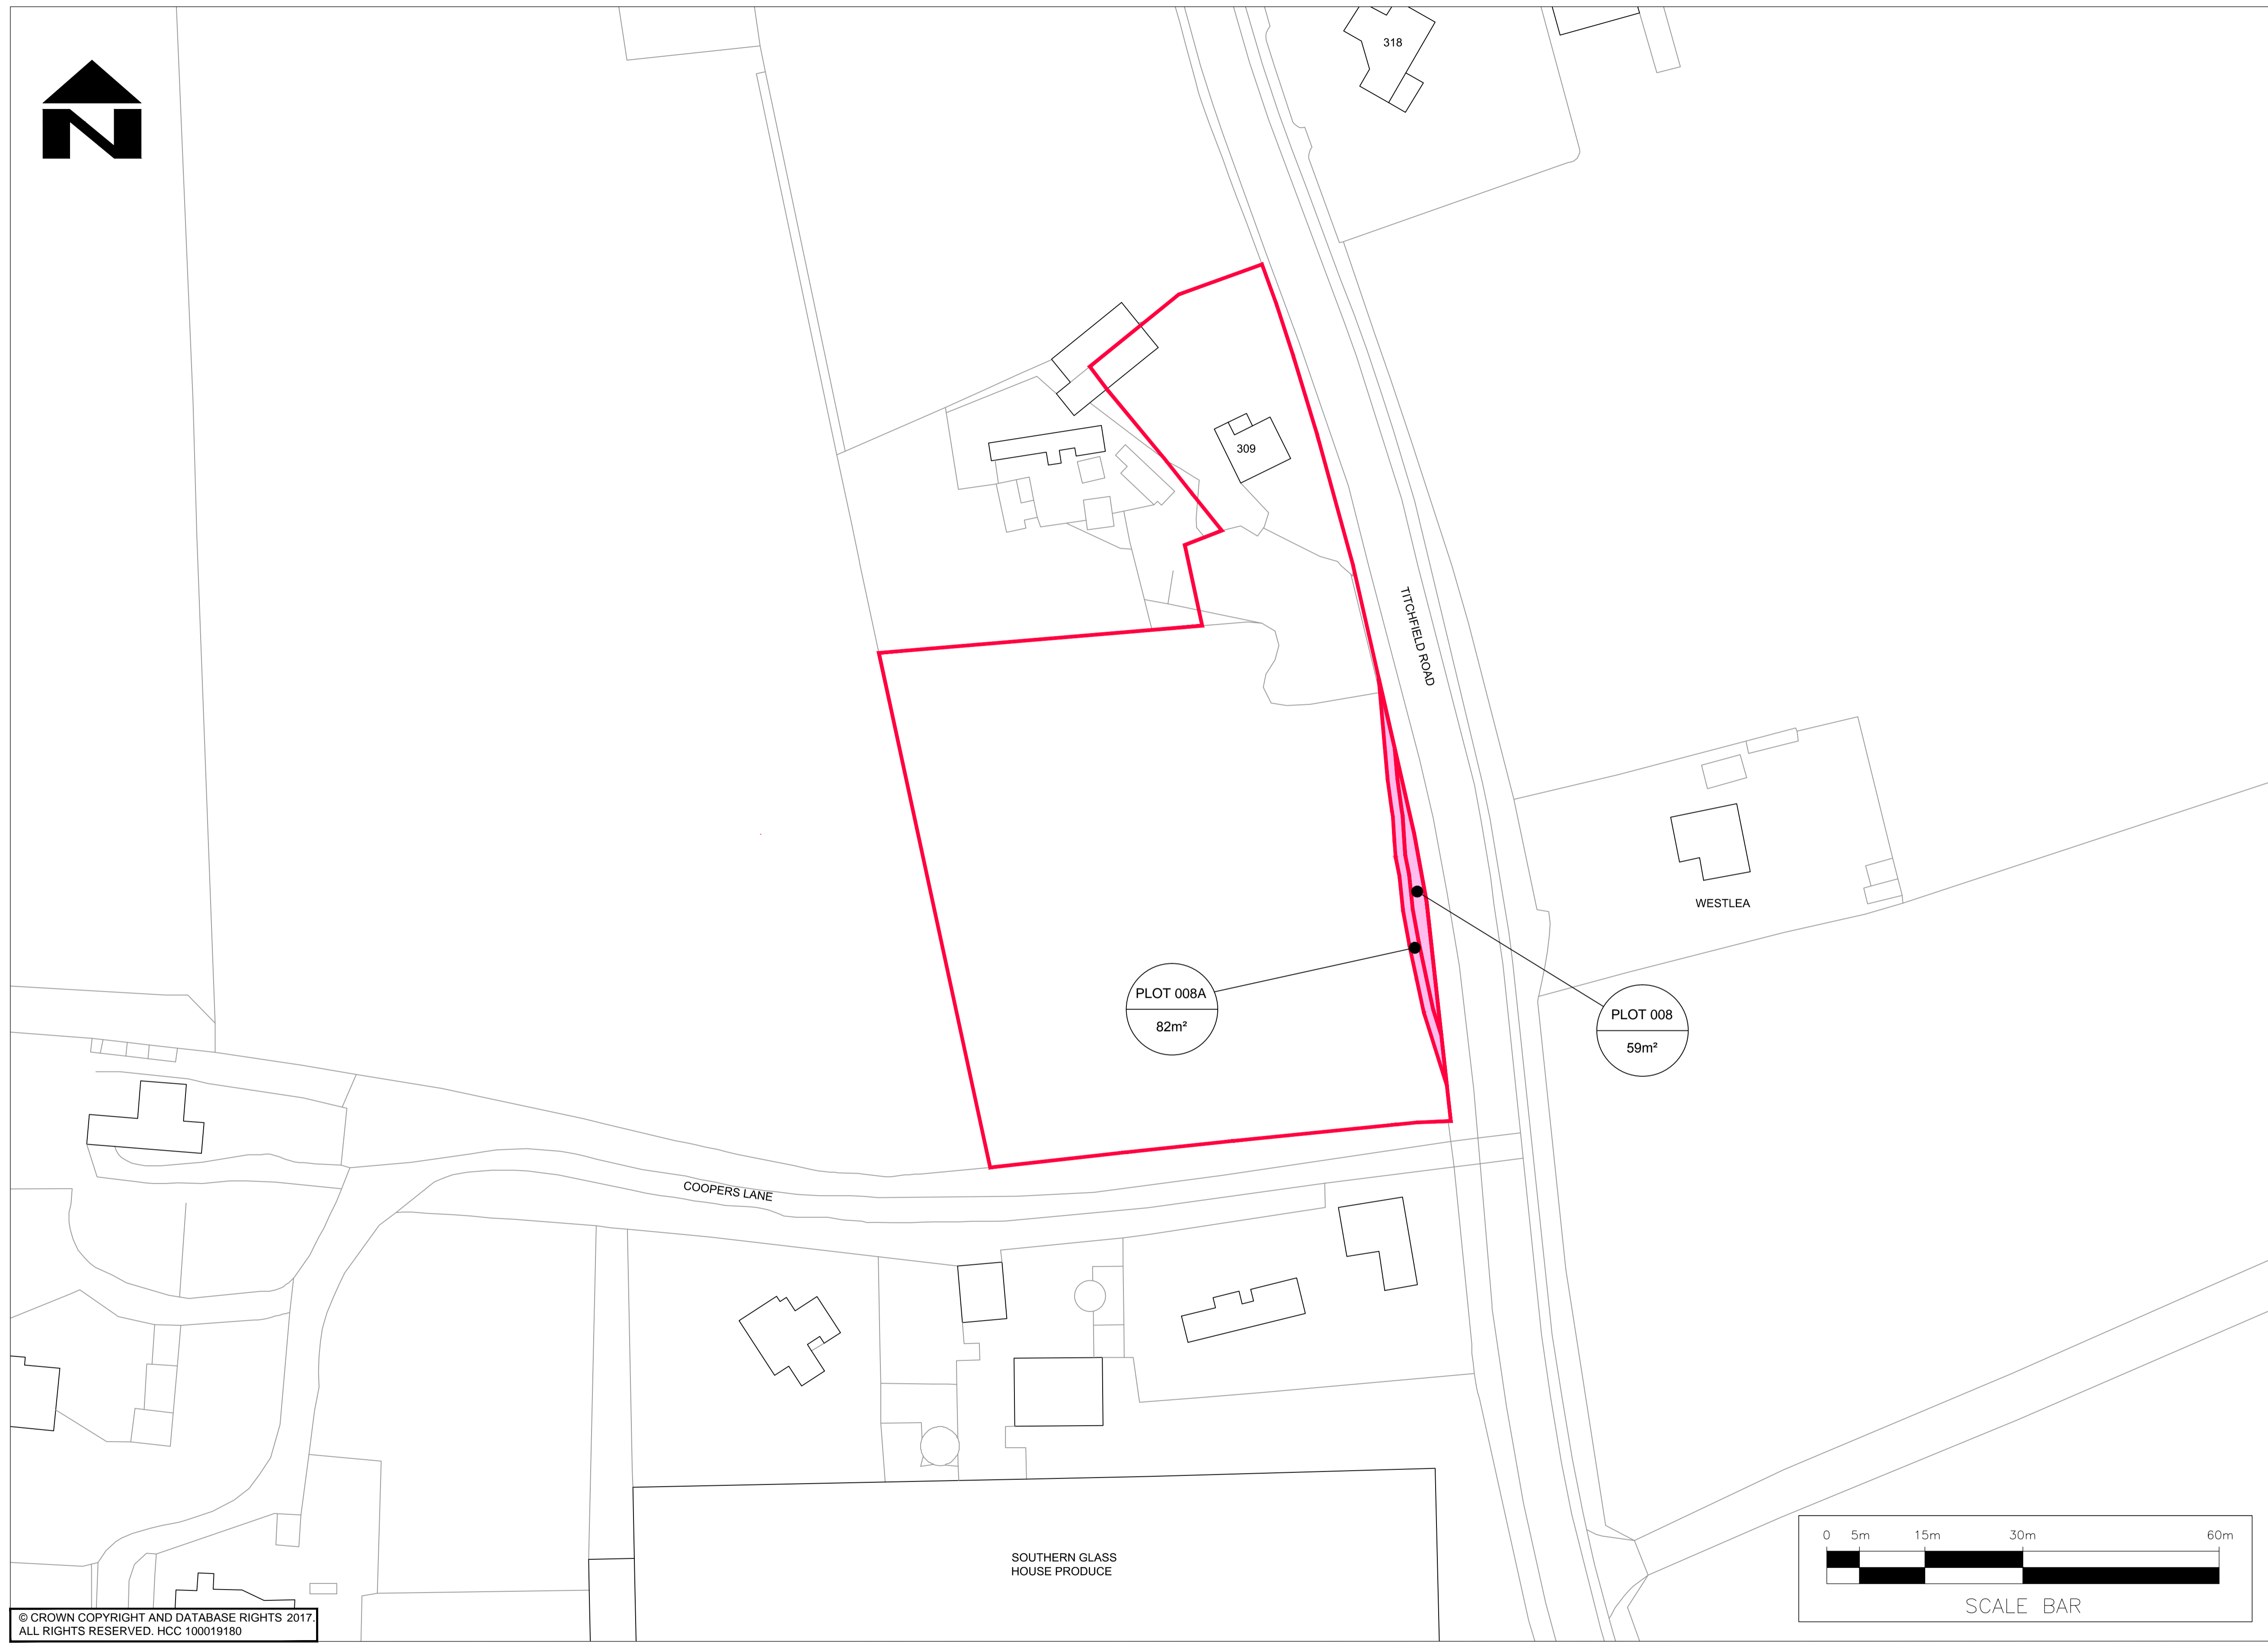 318
N
309
TITCHFIELD ROAD
WESTLEA
PLOT 008A
82m²
PLOT 008
59m²
COOPERS LANE
SOUTHERN GLASS
HOUSE PRODUCE
0 5m 15m 30m 60m
SCALE BAR
© CROWN COPYRIGHT AND DATABASE RIGHTS 2017.
ALL RIGHTS RESERVED. HCC 100019180